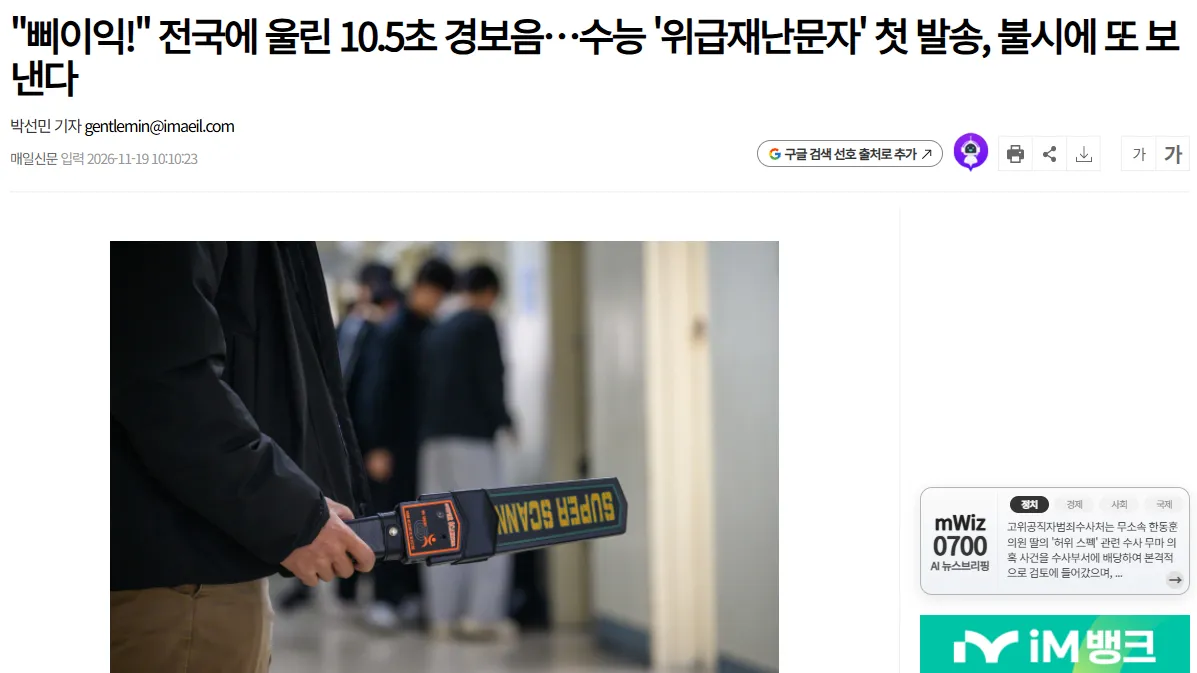 "삐이익!" 전국에 울린 10.5초 경보음…수능 '위급재난문자' 첫 발송, 불시에 또 보
낸다
박선민 기자 gentlemin@imaeil.com
매일신문 입력 2026-11-19 10:10:23
구글 검색 선호 출처로 추가
가 가
SUPER SCANN
정치 경제 사회 국제
mWiz
0700
AI 뉴스브리핑
고위공직자범죄수사처는 무소속 한동훈
의원 딸의 '허위 스펙' 관련 수사 무마 의
혹 사건을 수사부서에 배당하여 본격적
으로 검토에 들어갔으며, ...
iM뱅크